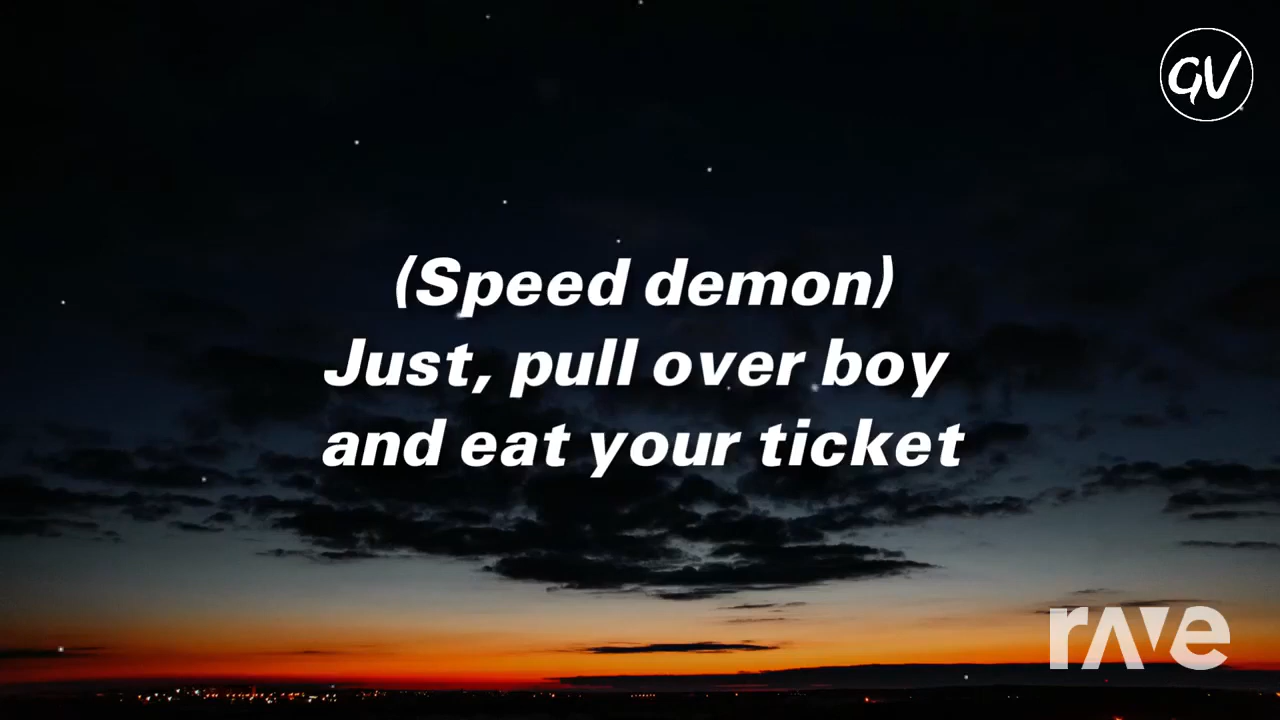 GV
(Speed demon)
Just, pull over boy
and eat your ticket
rave